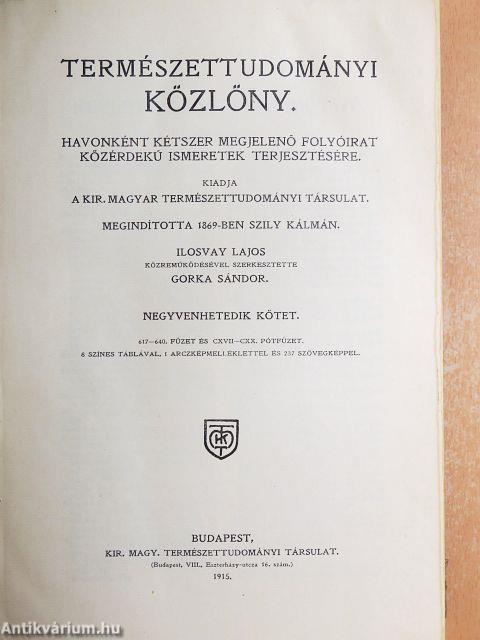 TERMÉSZETTUDOMÁNYI
KÖZLÖNY.
HAVONKÉNT KÉTSZER MEGJELENŐ FOLYÓIRAT
KÖZÉRDEKŰ ISMERETEK TERJESZTÉSÉRE.
KIADJA
A KIR. MAGYAR TERMÉSZETTUDOMÁNYI TÁRSULAT.
MEGINDÍTOTTA 1869-BEN SZILY KÁLMÁN.
ILOSVAY LAJOS
KÖZREMŰKÖDÉSÉVEL SZERKESZTETTE
GORKA SÁNDOR.
NEGYVENHETEDIK KÖTET.
617—640. FÜZET ÉS CXVII—CXX. PÓTFÜZET.
6 SZÍNES TÁBLÁVAL, 1 ARCZKÉPMELLÉKLETTEL ÉS 237 SZÖVEGKÉPPEL.
BUDAPEST,
KIR. MAGY. TERMÉSZETTUDOMÁNYI TÁRSULAT.
(Budapest, VIII., Eszterházy-utcza 16. szám.)
1915.
Antikvárium.hu